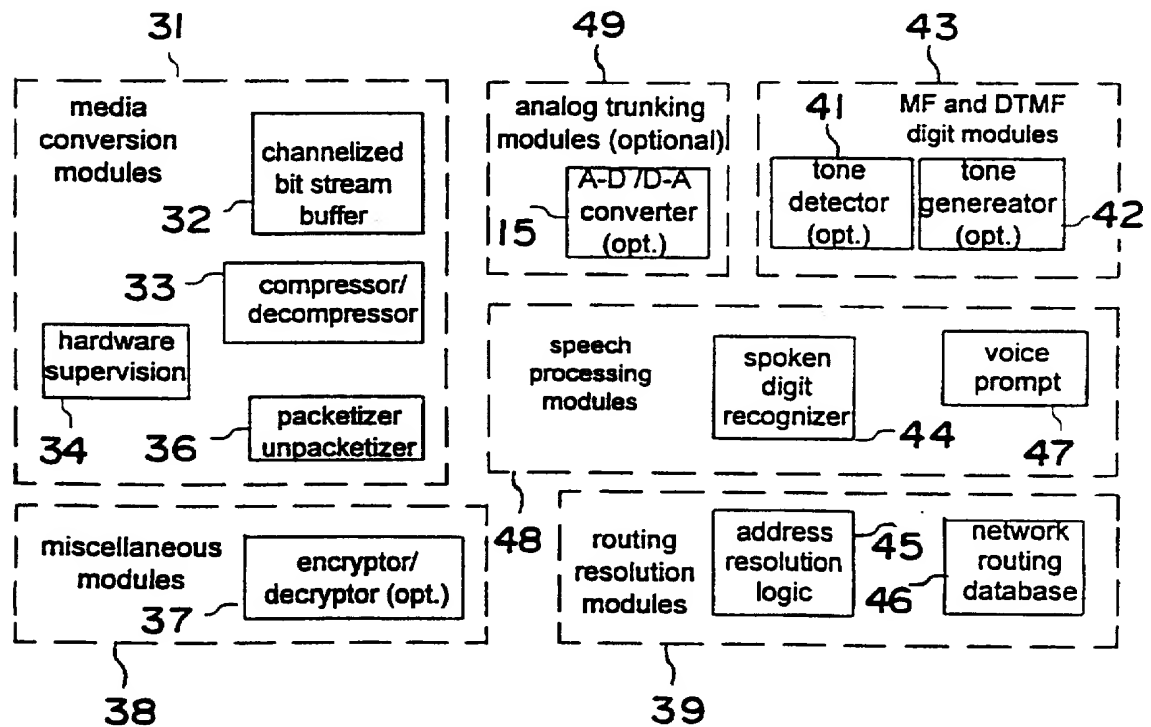 31
49
43
media
conversion
modules
channelized
bit stream
buffer
32
33
compressor/
decompressor
hardware
supervision
34
36
packetizer
unpacketizer
analog trunking
modules (optional)
A-D /D-A
converter
(opt.)
15
41
MF and DTMF
digit modules
tone
detector
(opt.)
tone
genereator
(opt.)
42
speech
processing
modules
spoken
digit
recognizer
44
voice
prompt
47
48
miscellaneous
modules
37
encryptor/
decryptor (opt.)
38
routing
resolution
modules
address
resolution
logic
45
46
network
routing
database
39